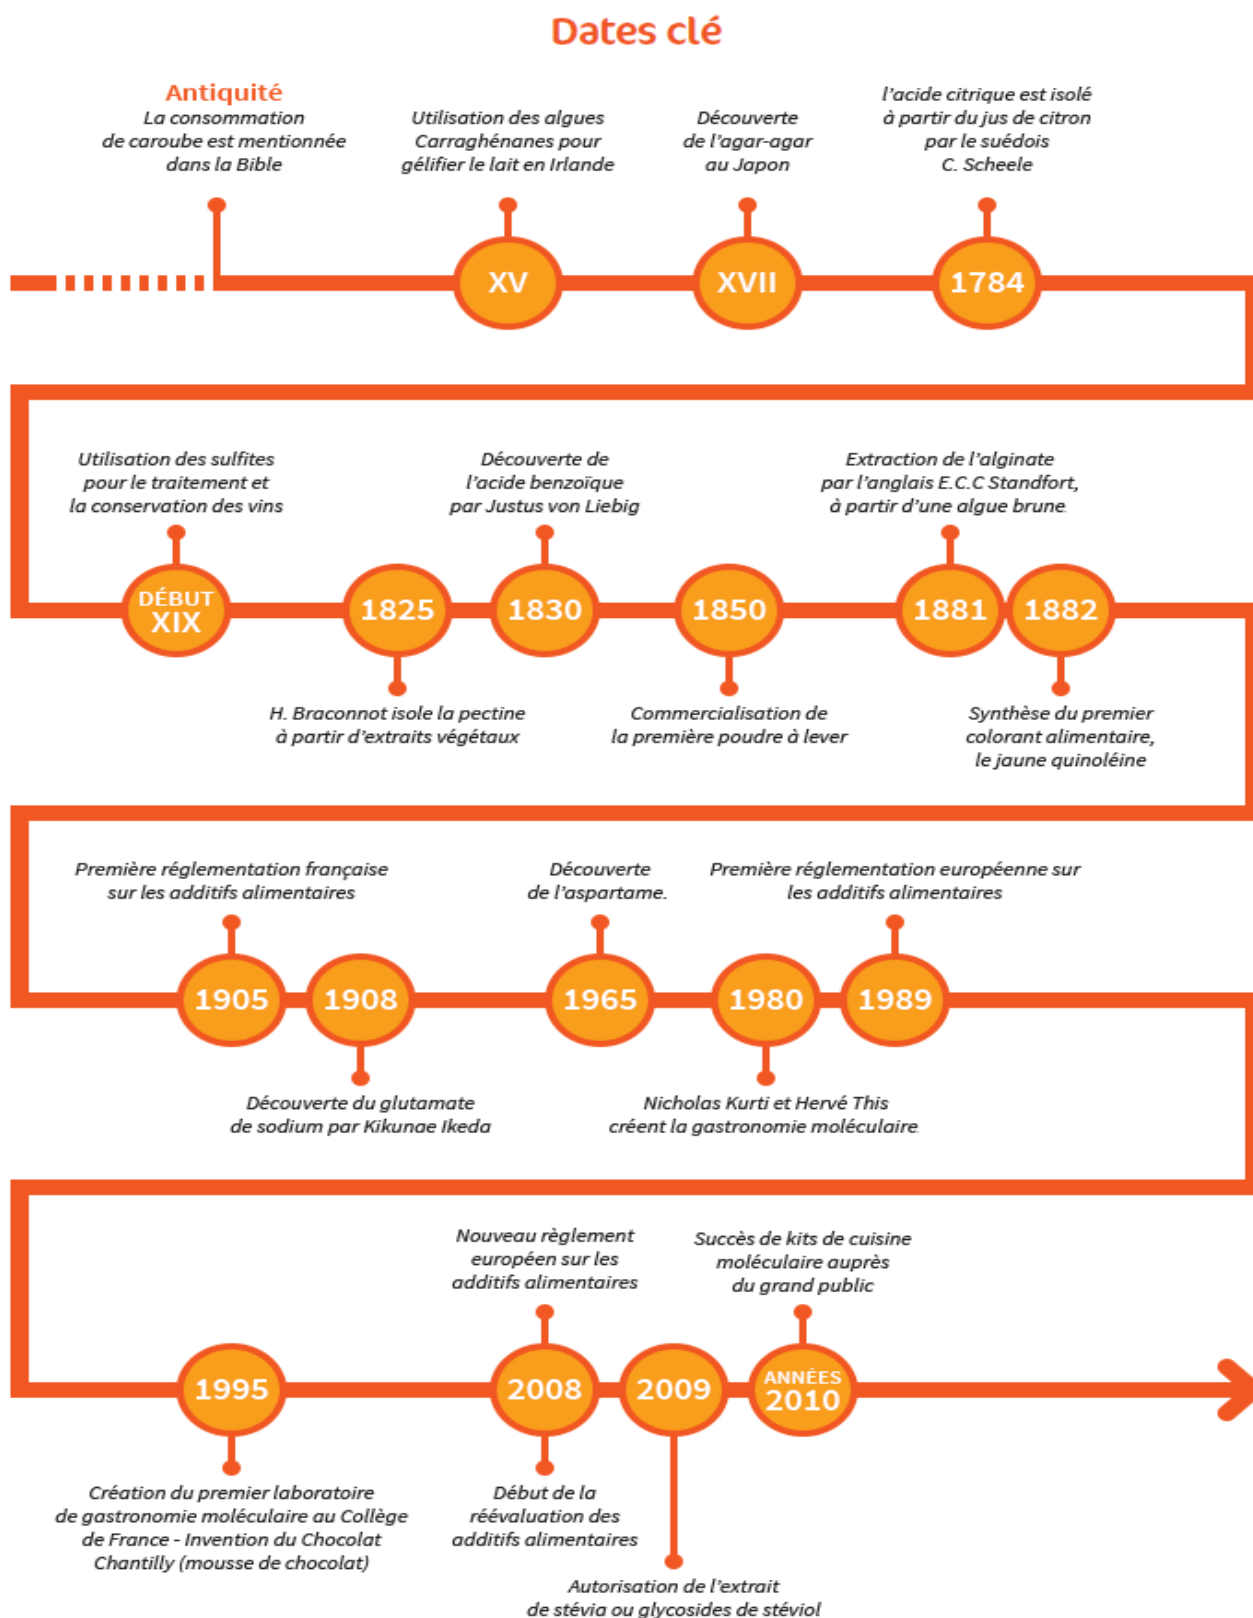 Dates clé
Antiquité
La consommation
de caroube est mentionnée
dans la Bible
Utilisation des algues
Carraghénanes pour
gélifier le lait en Irlande
Découverte
de l'agar-agar
au Japon
l'acide citrique est isolé
à partir du jus de citron
par le suédois
C. Scheele
XV
XVII
1784
Utilisation des sulfites
pour le traitement et
la conservation des vins
Découverte de
l'acide benzoïque
par Justus von Liebig
Extraction de l'alginate
par l'anglais E.C.C Standfort,
à partir d'une algue brune
DÉBUT
XIX
1825
1830
1850
1881
1882
H. Braconnot isole la pectine
à partir d'extraits végétaux
Commercialisation de
la première poudre à lever
Synthèse du premier
colorant alimentaire,
le jaune quinoléine
Première réglementation française
sur les additifs alimentaires
Découverte
de l'aspartame.
Première réglementation européenne sur
les additifs alimentaires
1905
1908
1965
1980
1989
Découverte du glutamate
de sodium par Kikunae Ikeda
Nicholas Kurti et Hervé This
créent la gastronomie moléculaire
Nouveau règlement
européen sur les
additifs alimentaires
Succès de kits de cuisine
moléculaire auprès
du grand public
1995
2008
2009
ANNÉES
2010
Création du premier laboratoire
de gastronomie moléculaire au Collège
de France - Invention du Chocolat
Chantilly (mousse de chocolat)
Début de la
réévaluation des
additifs alimentaires
Autorisation de l'extrait
de stévia ou glycosides de stéviol